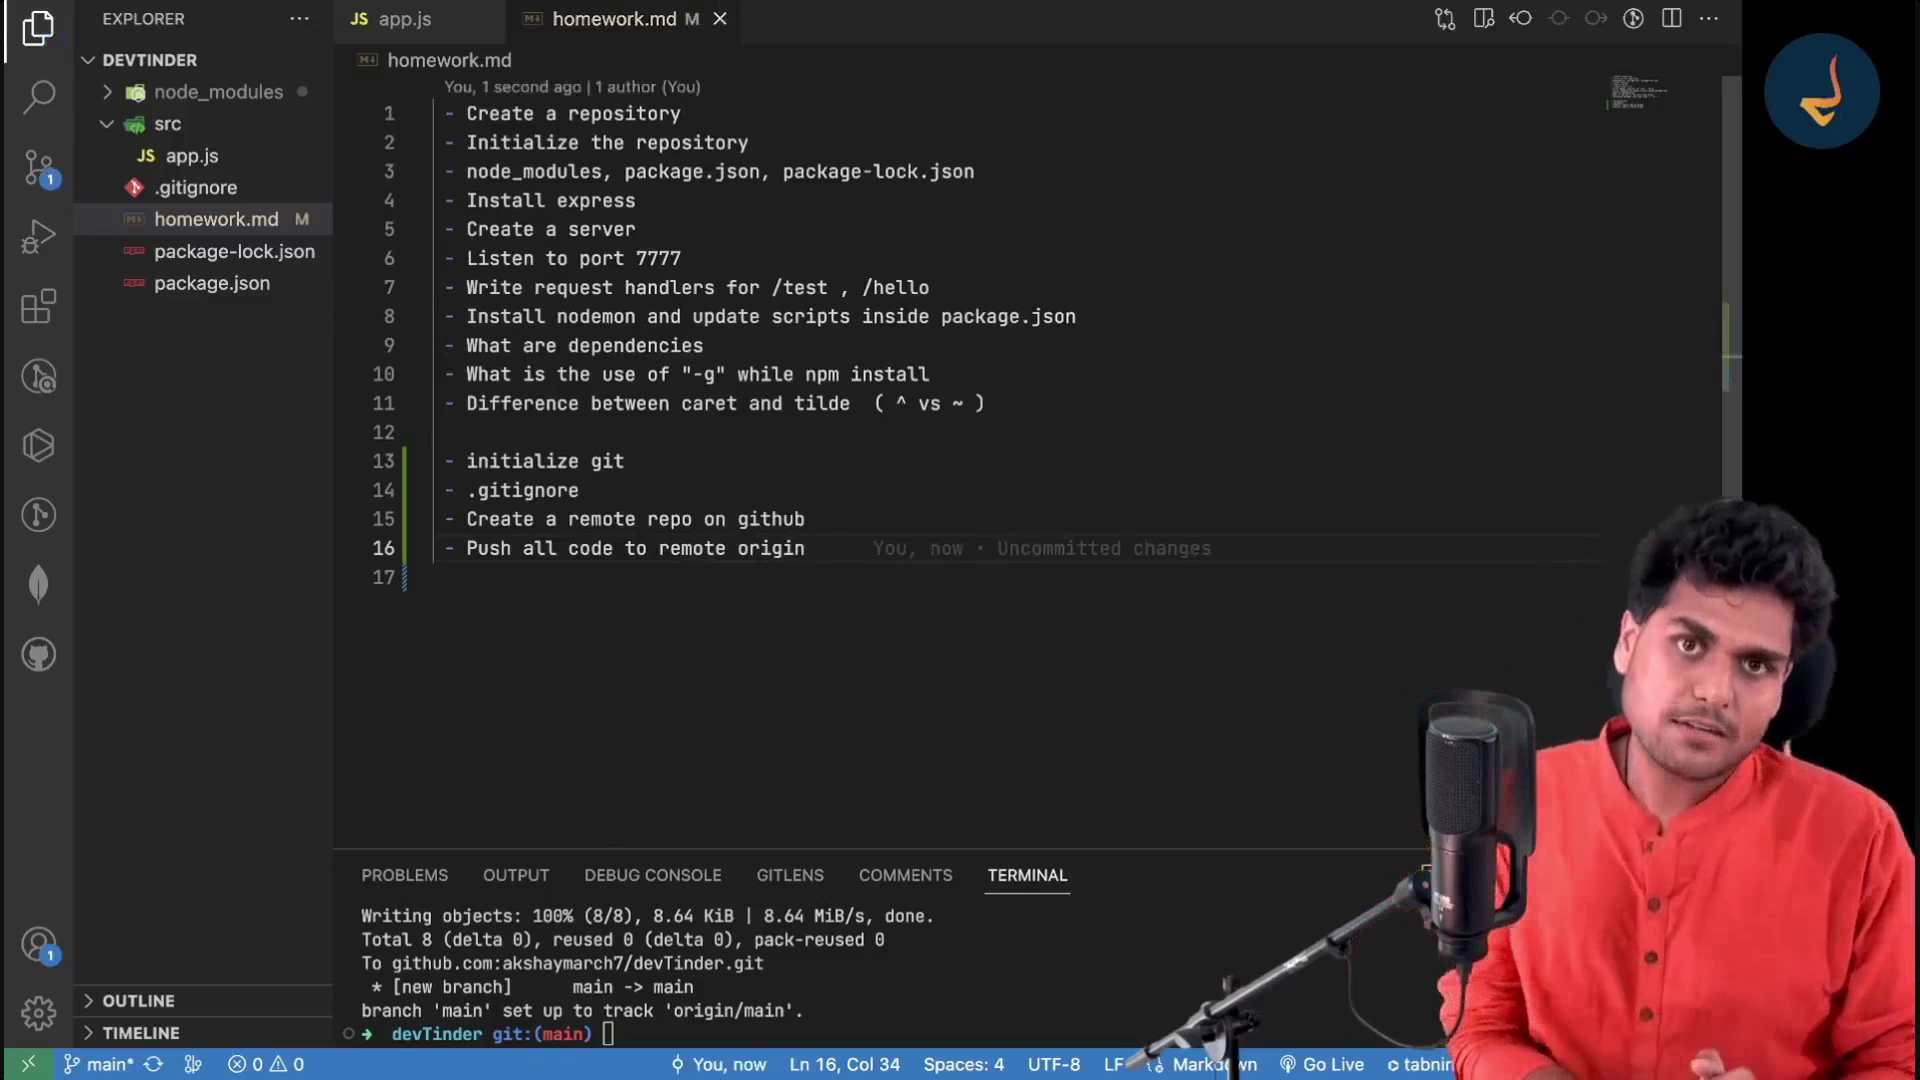 EXPLORER
DEVTINDER
node_modules
src
JS app.js
.gitignore
homework.md M
package-lock.json
package.json
OUTLINE
TIMELINE
1
1
JS app.js
homework.md M
homework.md
You, 1 second ago | 1 author (You)
1 - Create a repository
2 - Initialize the repository
3 - node_modules, package.json, package-lock.json
4 - Install express
5 - Create a server
6 - Listen to port 7777
7 - Write request handlers for /test , /hello
8 - Install nodemon and update scripts inside package.json
9 - What are dependencies
10 - What is the use of "-g" while npm install
11 - Difference between caret and tilde ( ^ vs ~ )
12
13 - initialize git
14 - .gitignore
15 - Create a remote repo on github
16 - Push all code to remote origin You, now • Uncommitted changes
17
PROBLEMS OUTPUT DEBUG CONSOLE GITLENS COMMENTS TERMINAL
Writing objects: 100% (8/8), 8.64 KiB | 8.64 MiB/s, done.
Total 8 (delta 0), reused 0 (delta 0), pack-reused 0
To github.com:akshaymarch7/devTinder.git
* [new branch] main -> main
branch 'main' set up to track 'origin/main'.
➜ devTinder git:(main)
main* 0 0 You, now Ln 16, Col 34 Spaces: 4 UTF-8 LF Markdown Go Live tabnin